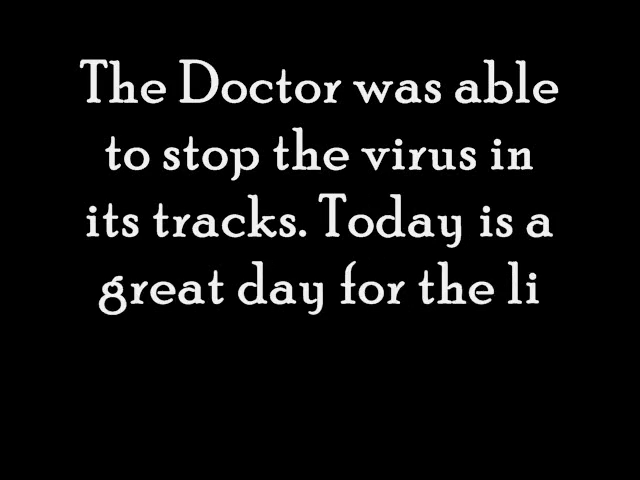 The Doctor was able
to stop the virus in
its tracks. Today is a
great day for the li